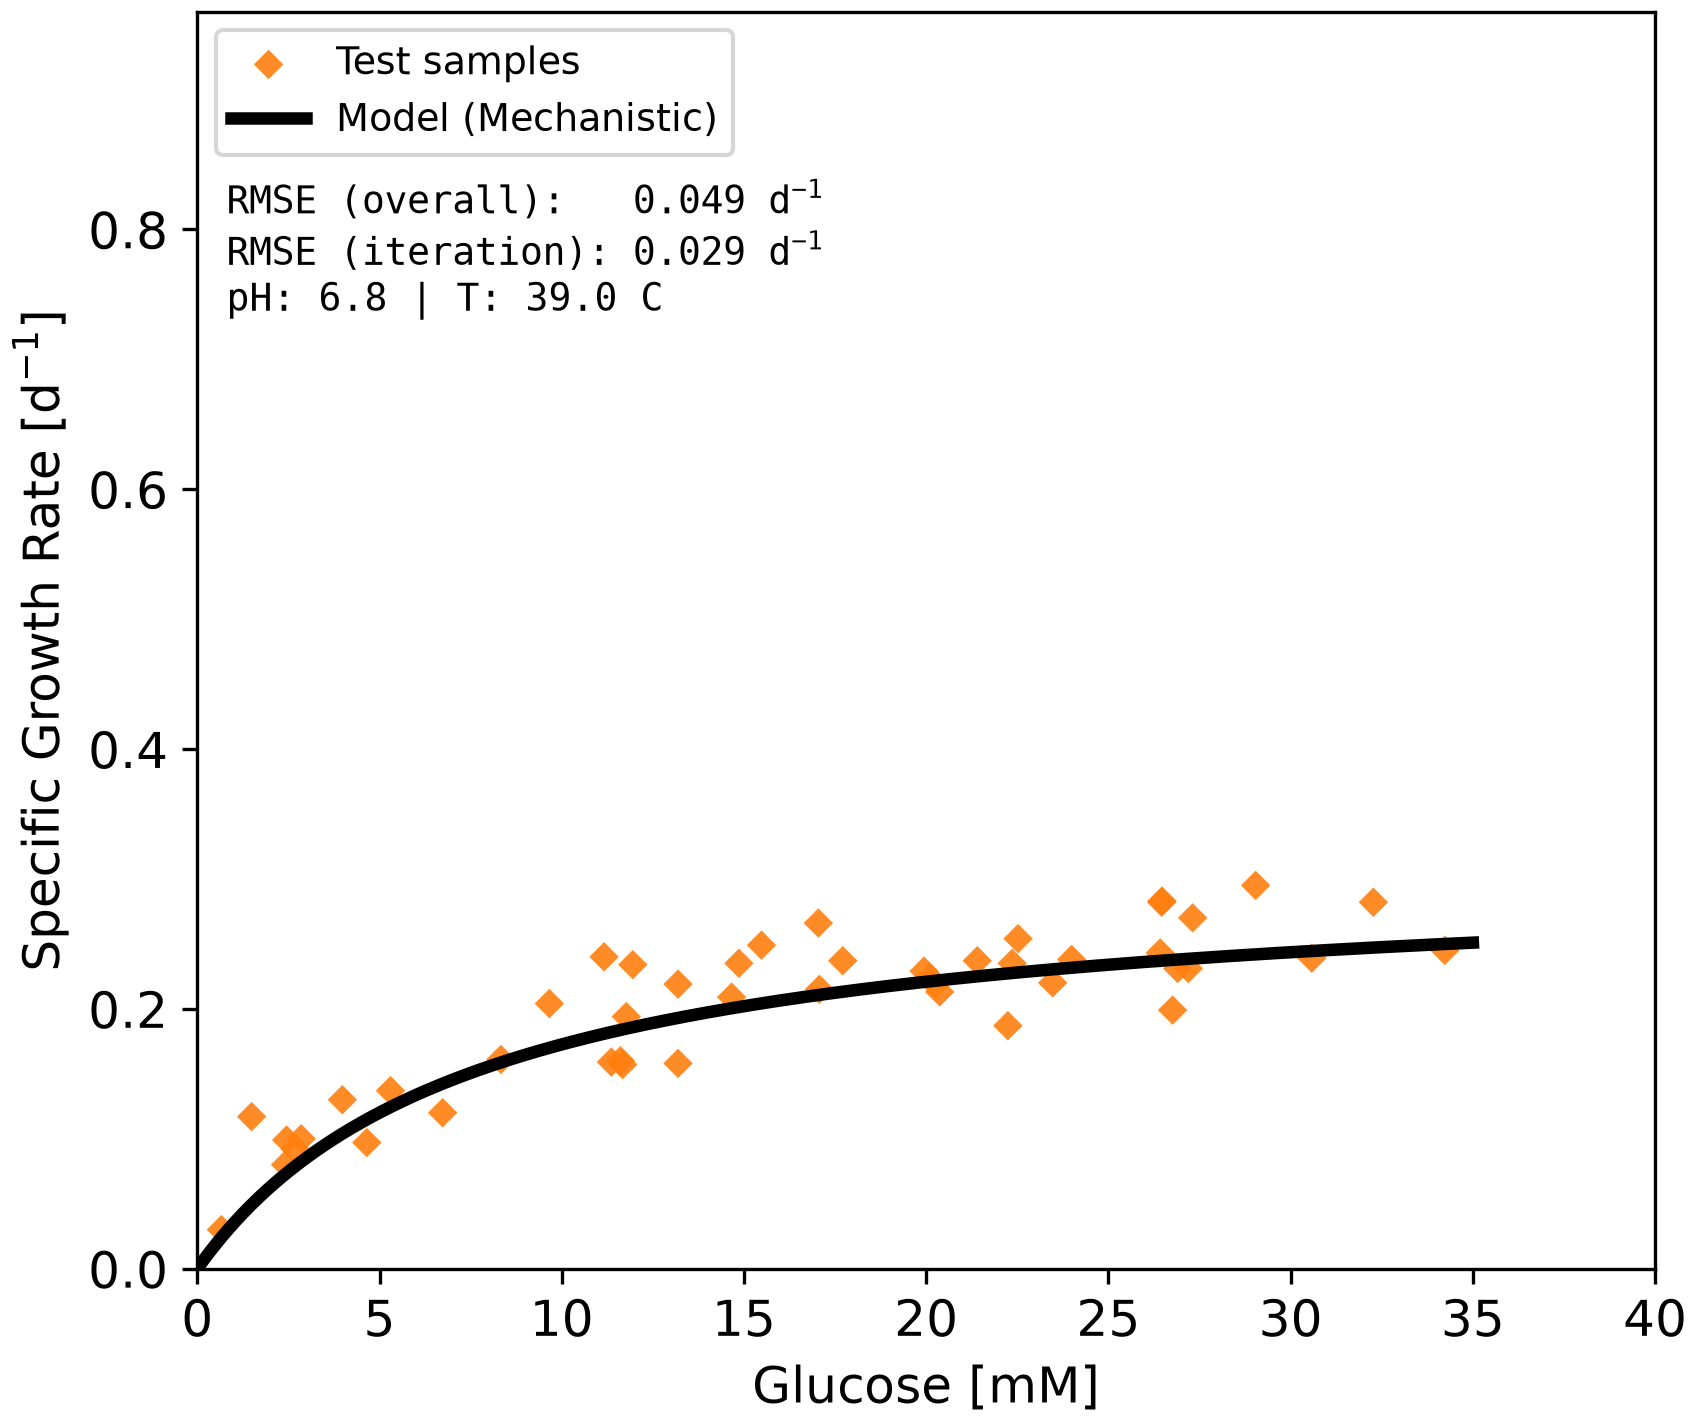 Test samples
Model (Mechanistic)
RMSE (overall):   0.049 d⁻¹
RMSE (iteration): 0.029 d⁻¹
pH: 6.8 | T: 39.0 C
Specific Growth Rate [d⁻¹]
0.8
0.6
0.4
0.2
0.0
0 5 10 15 20 25 30 35 40
Glucose [mM]